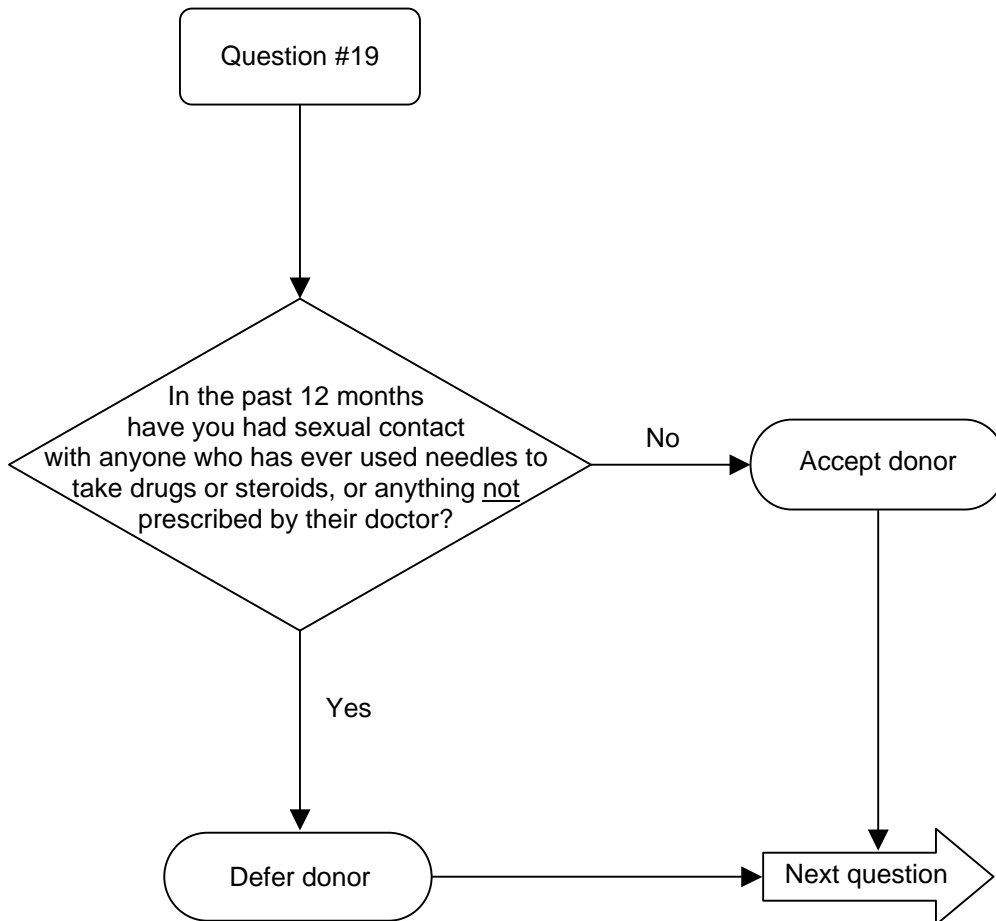 Question #19
In the past 12 months
have you had sexual contact
with anyone who has ever used needles to
take drugs or steroids, or anything not
prescribed by their doctor?
No
Accept donor
Yes
Defer donor
Next question